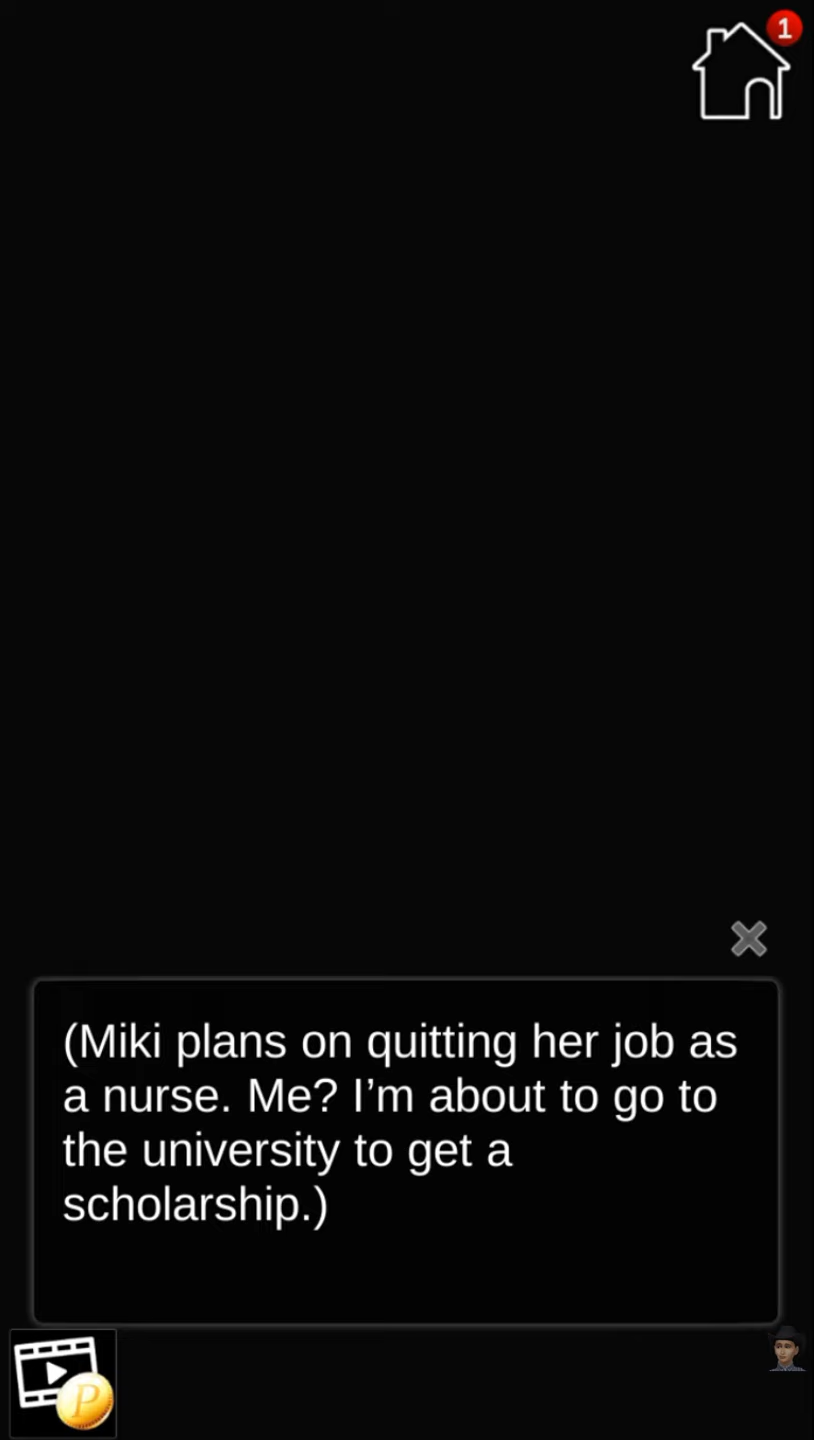 1
(Miki plans on quitting her job as
a nurse. Me? I’m about to go to
the university to get a
scholarship.)
P